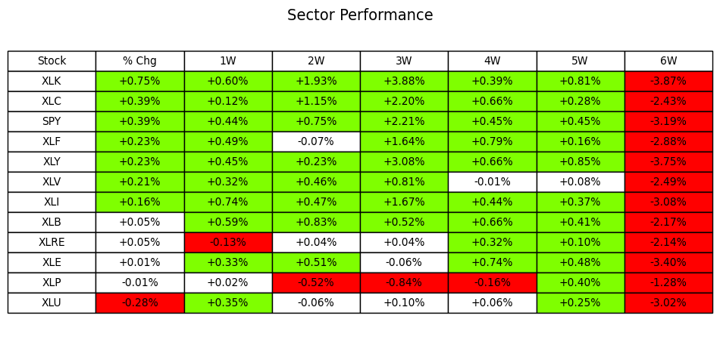 Sector Performance
Stock % Chg 1W 2W 3W 4W 5W 6W
XLK +0.75% +0.60% +1.93% +3.88% +0.39% +0.81% -3.87%
XLC +0.39% +0.12% +1.15% +2.20% +0.66% +0.28% -2.43%
SPY +0.39% +0.44% +0.75% +2.21% +0.45% +0.45% -3.19%
XLF +0.23% +0.49% -0.07% +1.64% +0.79% +0.16% -2.88%
XLY +0.23% +0.45% +0.23% +3.08% +0.66% +0.85% -3.75%
XLV +0.21% +0.32% +0.46% +0.81% -0.01% +0.08% -2.49%
XLI +0.16% +0.74% +0.47% +1.67% +0.44% +0.37% -3.08%
XLB +0.05% +0.59% +0.83% +0.52% +0.66% +0.41% -2.17%
XLRE +0.05% -0.13% +0.04% +0.04% +0.32% +0.10% -2.14%
XLE +0.01% +0.33% +0.51% -0.06% +0.74% +0.48% -3.40%
XLP -0.01% +0.02% -0.52% -0.84% -0.16% +0.40% -1.28%
XLU -0.28% +0.35% -0.06% +0.10% +0.06% +0.25% -3.02%